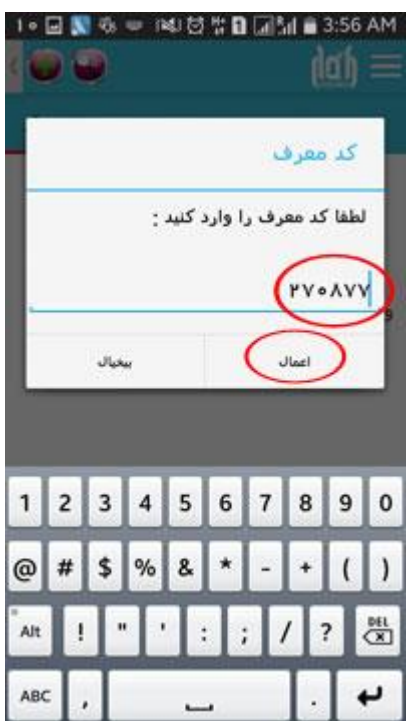 3:56 AM
کد معرف
لطفا کد معرف را وارد کنید :
۲۷۰۸۷۷
اعمال
بیخیال
1 2 3 4 5 6 7 8 9 0
@ # $ % & * - + ( )
Alt ! " ' : ; / ? DEL
ABC , .